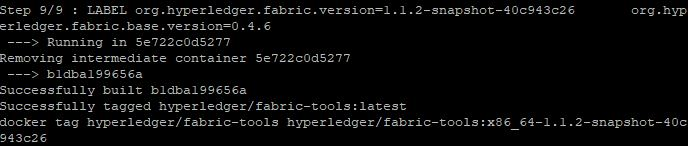 Step 9/9 : LABEL org.hyperledger.fabric.version=1.1.2-snapshot-40c943c26       org.hyp
erledger.fabric.base.version=0.4.6
 ---> Running in 5e722c0d5277
Removing intermediate container 5e722c0d5277
 ---> b1dba199656a
Successfully built b1dba199656a
Successfully tagged hyperledger/fabric-tools:latest
docker tag hyperledger/fabric-tools hyperledger/fabric-tools:x86_64-1.1.2-snapshot-40c
943c26